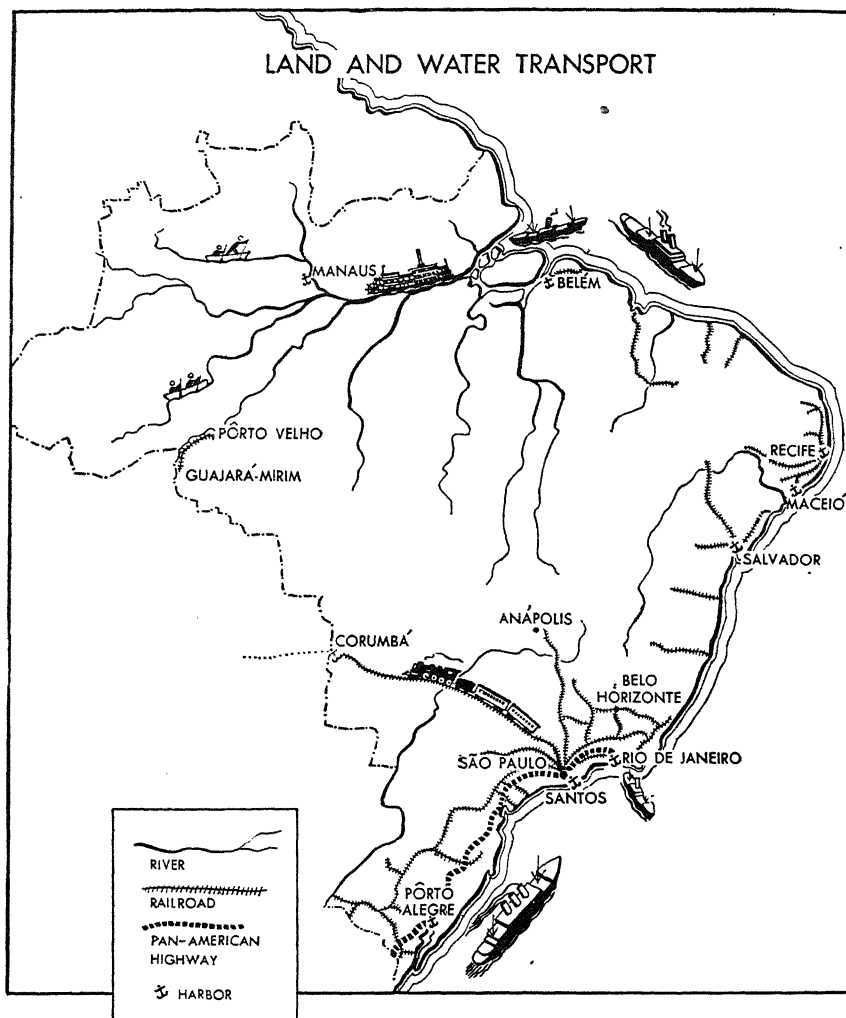 LAND AND WATER TRANSPORT
MANAUS
BELÉM
PÔRTO VELHO
GUAJARÁ-MIRIM
RECIFE
MACEIÓ
SALVADOR
ANÁPOLIS
CORUMBÁ
BELO
HORIZONTE
SÃO PAULO
RIO DE JANEIRO
SANTOS
PÔRTO
ALEGRE
RIVER
RAILROAD
PAN-AMERICAN
HIGHWAY
HARBOR